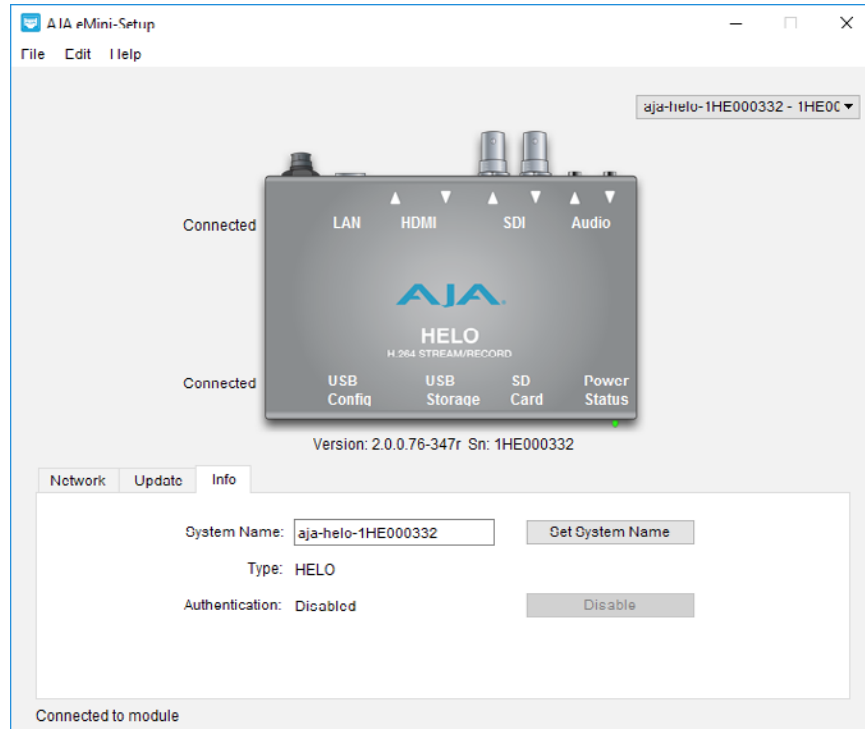 AJA eMini-Setup
File Edit Help
aja-helo-1HE000332 - 1HE0C
Connected
LAN HDMI SDI Audio
AJA
HELO
H.264 STREAM/RECORD
Connected
USB Config
USB Storage
SD Card
Power Status
Version: 2.0.0.76-347r Sn: 1HE000332
Network Update Info
System Name: aja-helo-1HE000332 Set System Name
Type: HELO
Authentication: Disabled Disable
Connected to module